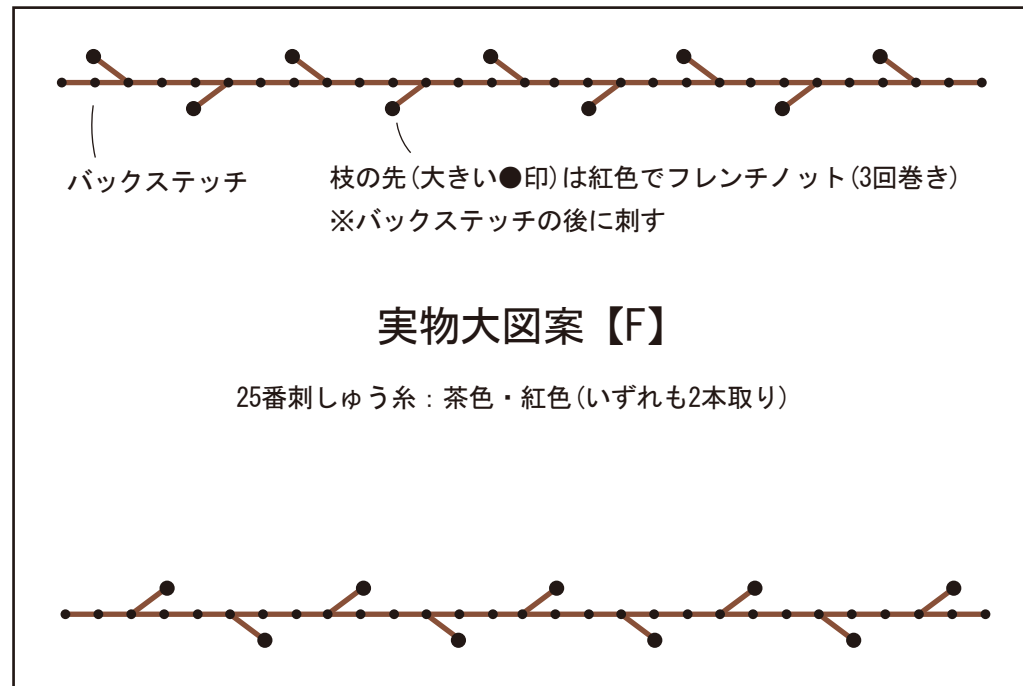 バックステッチ
枝の先(大きい●印)は紅色でフレンチノット(3回巻き)
※バックステッチの後に刺す
実物大図案【F】
25番刺しゅう糸：茶色・紅色(いずれも2本取り)